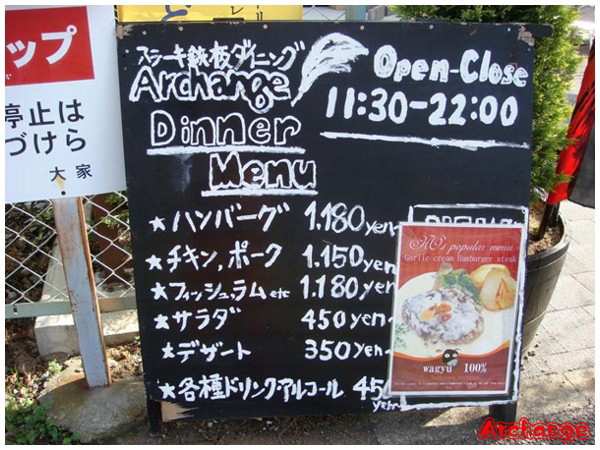 ップ
停止は
づけら
大家
ステーキ鉄板ダイニング
Archange
Dinner
Menu
Open-Close
11:30-22:00
★ハンバーグ 1.180yen
★チキン,ポーク 1.150yen
★フィッシュ,ラム etc 1.180yen
★サラダ 450yen
★デザート 350yen
★各種ドリンクアルコール 45
yen
popular menu
Garlic cream Hamburger steak
wagyu 100%
Archange